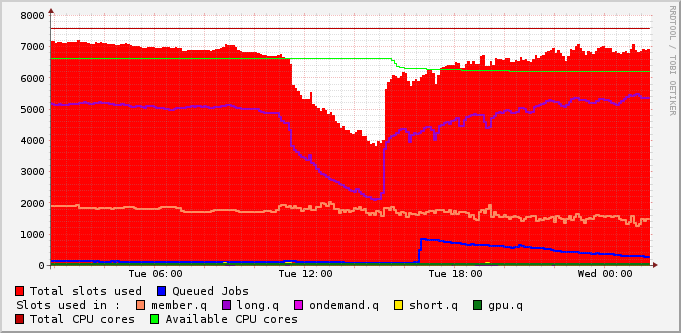 RRDTOOL / TOBI OETIKER
8000
7000
6000
5000
4000
3000
2000
1000
0
Tue 06:00 Tue 12:00 Tue 18:00 Wed 00:00
Total slots used Queued Jobs
Slots used in : member.q long.q ondemand.q short.q gpu.q
Total CPU cores Available CPU cores